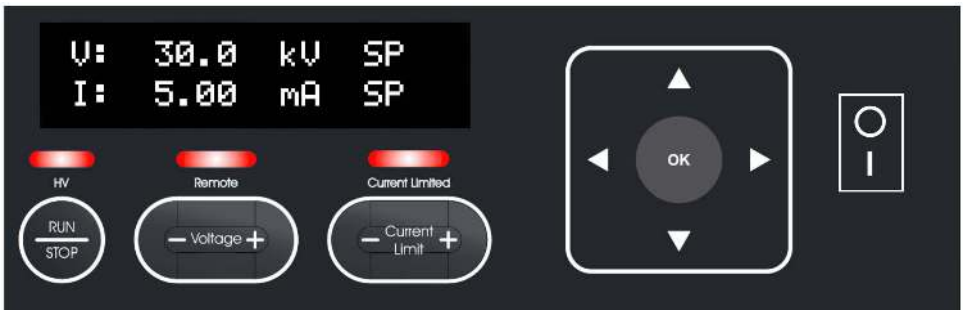 V: 30.0 kV SP
I: 5.00 mA SP
HV
Remote
Current Limited
RUN
STOP
– Voltage +
– Current Limit +
OK
O
I